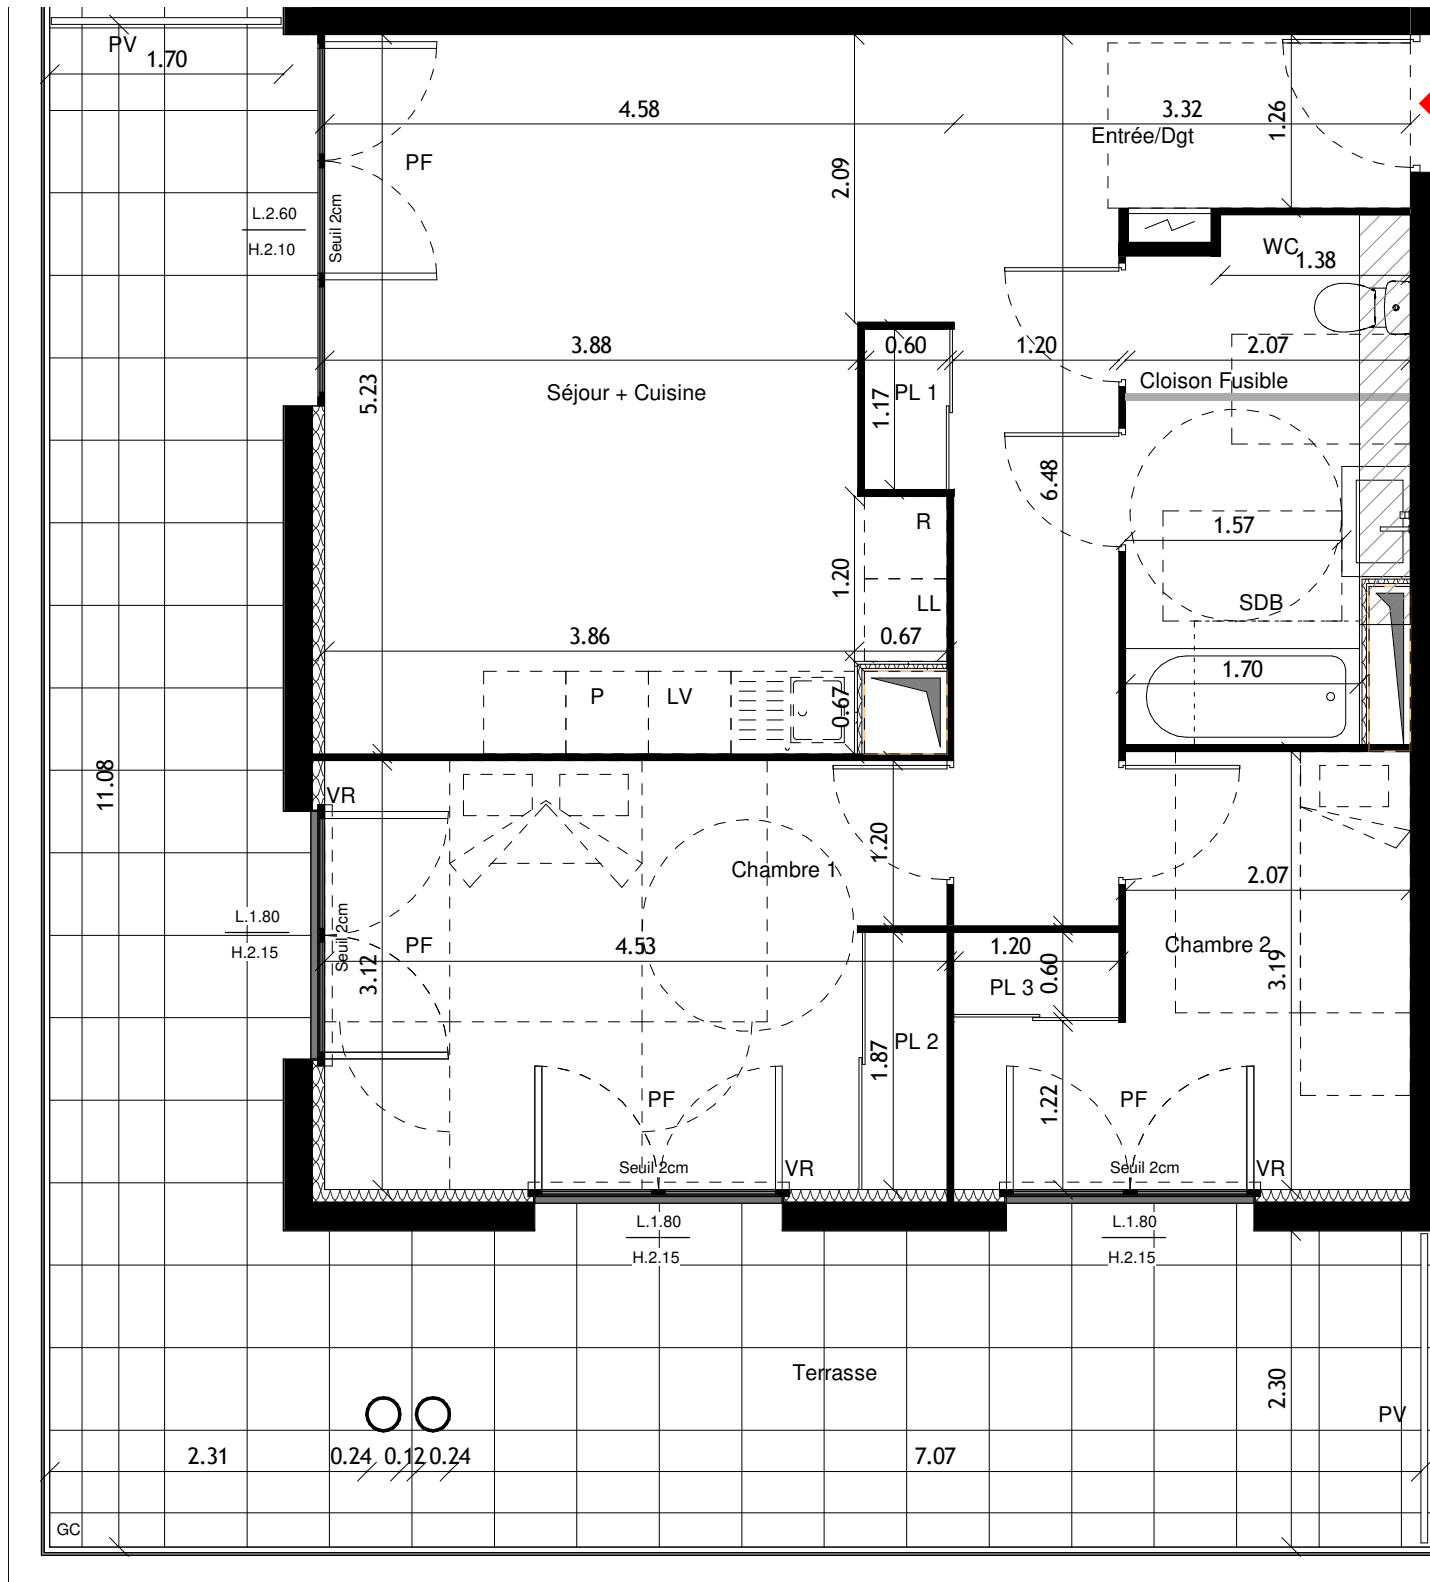 PV
1.70
4.58
3.32
1.26
Entrée/Dgt
PF
2.09
L.2.60
H.2.10
Seuil 2cm
WC
1.38
3.88
0.60
1.20
2.07
5.23
Séjour + Cuisine
PL 1
1.17
Cloison Fusible
6.48
R
1.57
1.20
LL
SDB
3.86
0.67
1.70
P
LV
0.67
11.08
VR
Chambre 1
1.20
2.07
L.1.80
H.2.15
Seuil 2cm
PF
3.12
4.53
1.20
0.60
Chambre 2
3.19
PL 3
PL 2
1.87
PF
1.22
PF
Seuil 2cm
VR
Seuil 2cm
VR
L.1.80
H.2.15
L.1.80
H.2.15
Terrasse
2.30
PV
2.31
0.24
0.12
0.24
7.07
GC